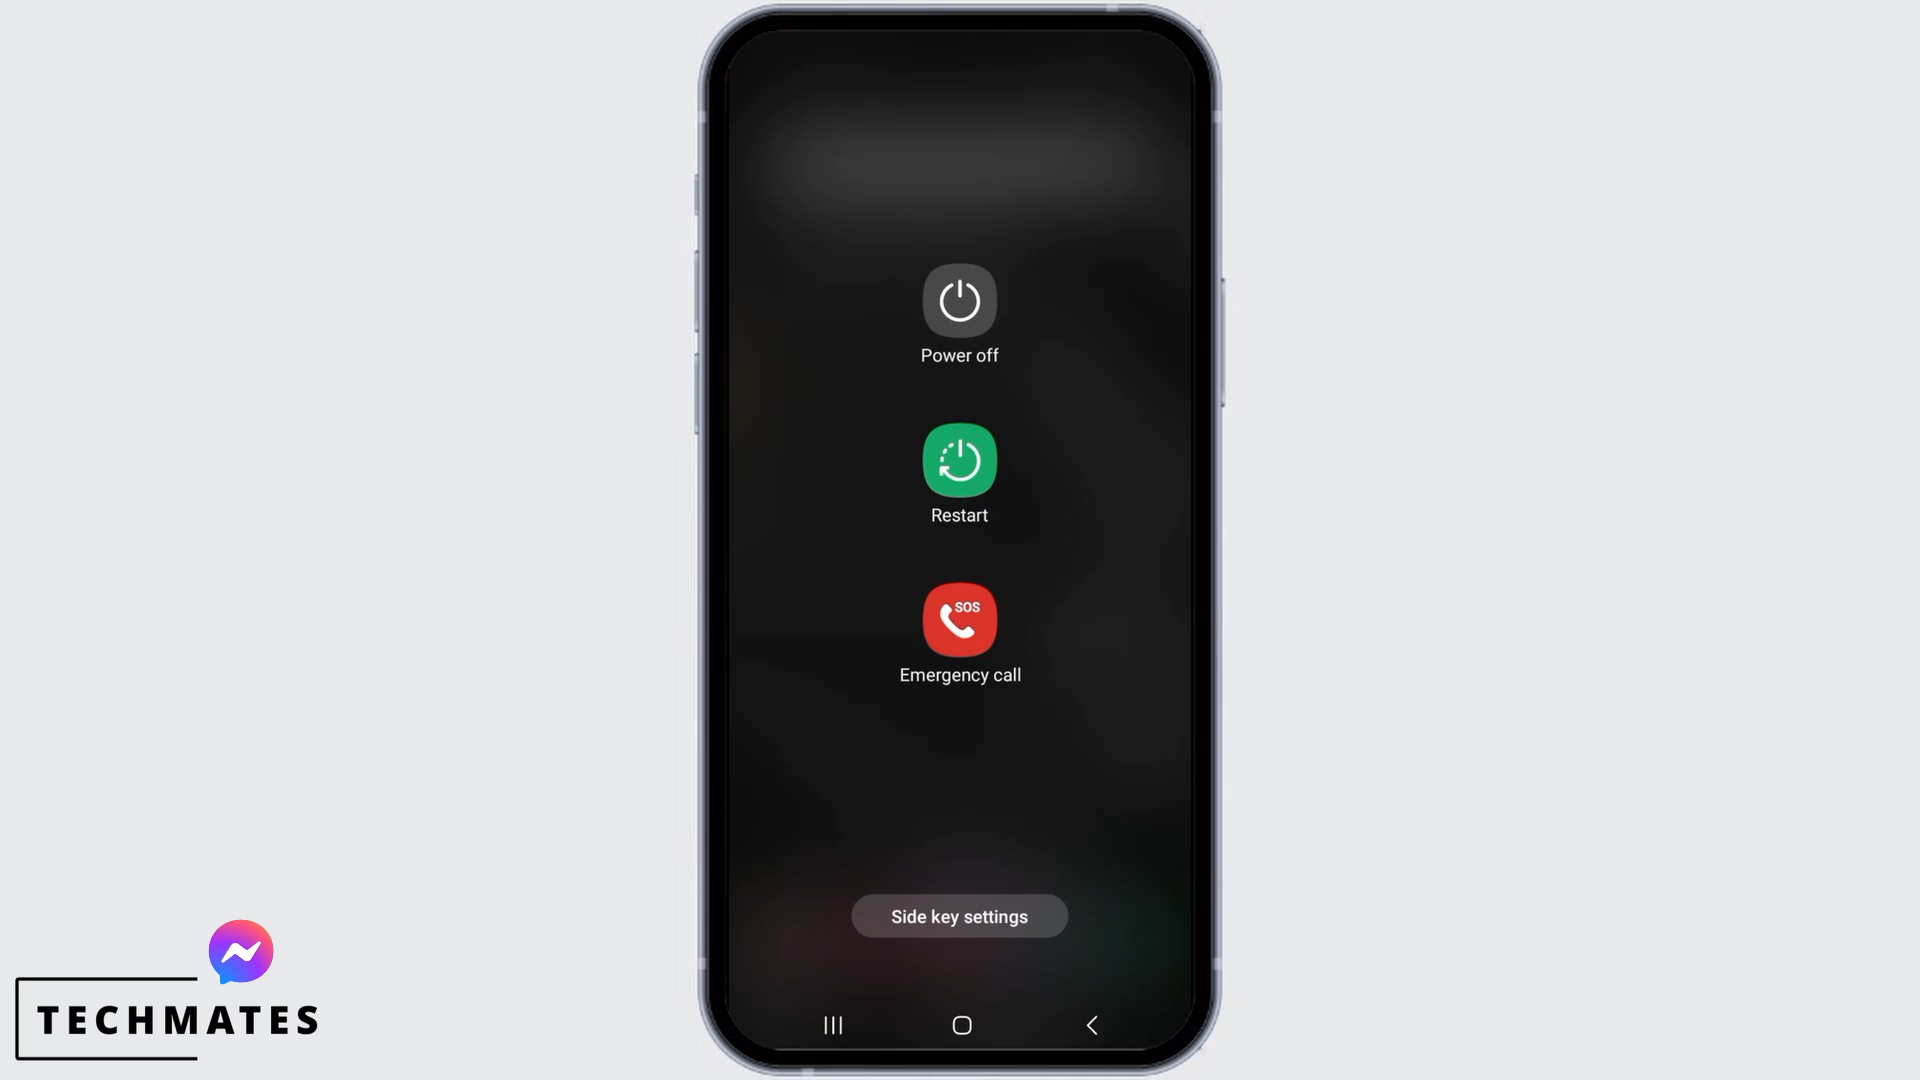 Power off
Restart
SOS
Emergency call
Side key settings
TECHMATES